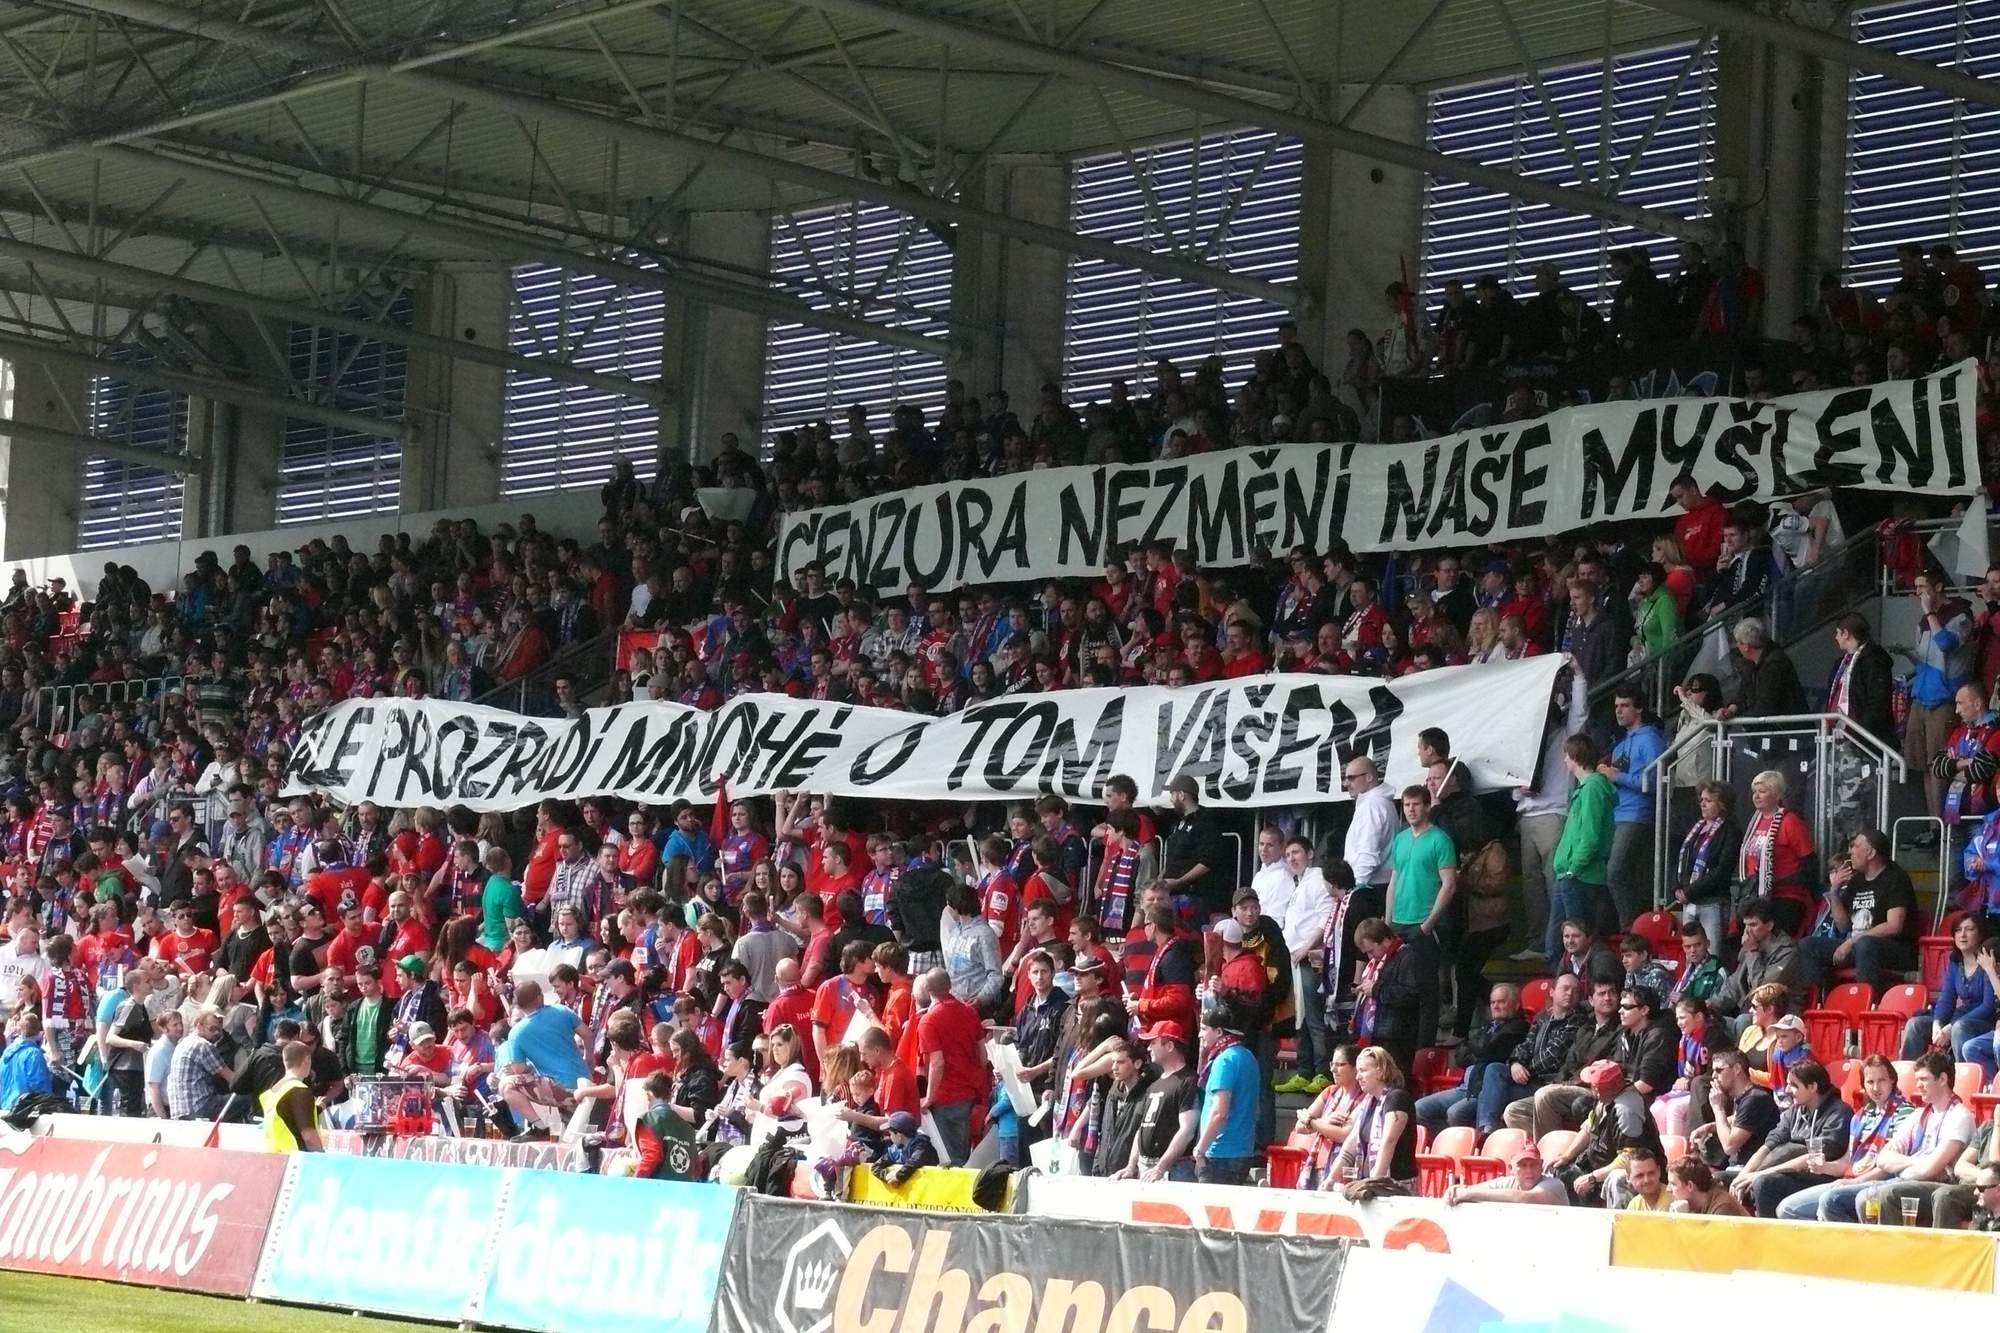 CENZURA NEZMĚNÍ NAŠE MYŠLENÍ
ALE PROZRADÍ MNOHÉ O TOM VAŠEM
Gambrinus
deník deník
Chance